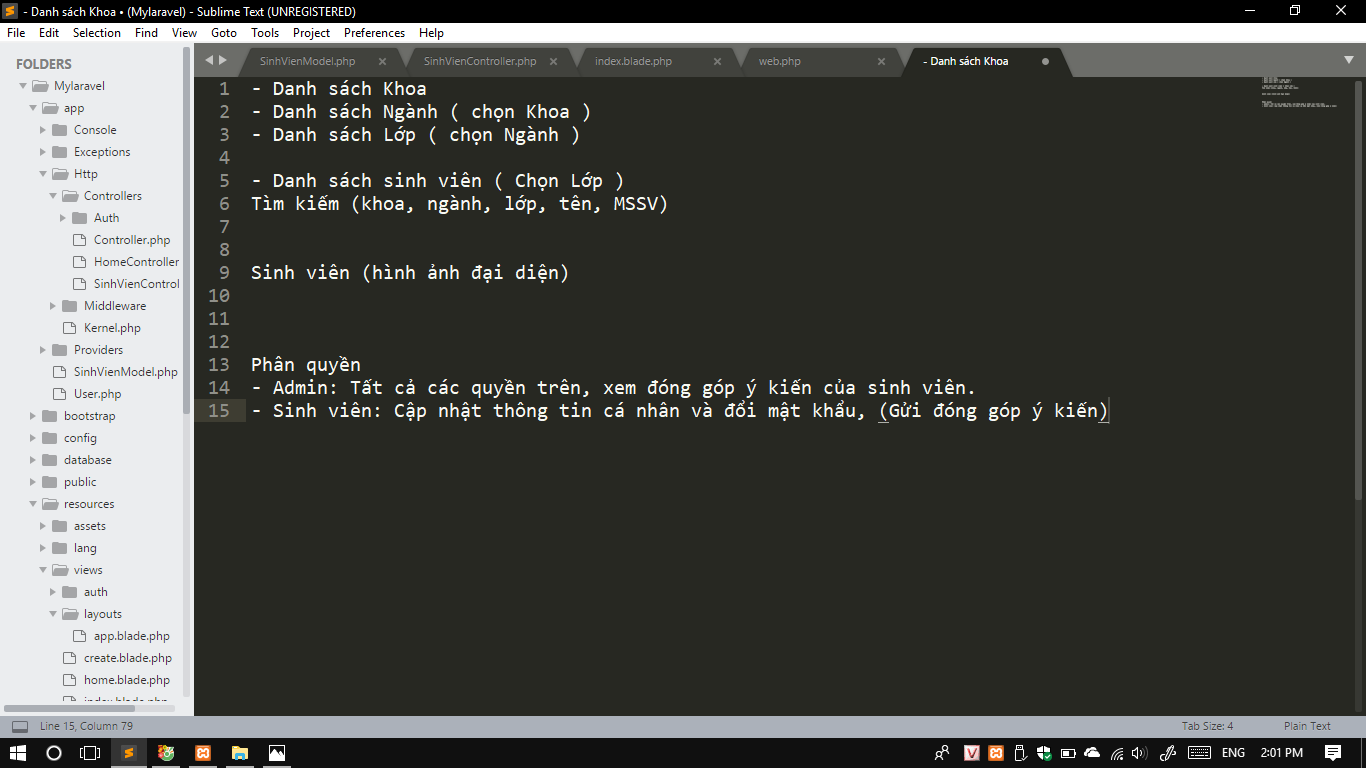 - Danh sách Khoa • (Mylaravel) - Sublime Text (UNREGISTERED)
File Edit Selection Find View Goto Tools Project Preferences Help
FOLDERS
Mylaravel
app
Console
Exceptions
Http
Controllers
Auth
Controller.php
HomeController
SinhVienControl
Middleware
Kernel.php
Providers
SinhVienModel.php
User.php
bootstrap
config
database
public
resources
assets
lang
views
auth
layouts
app.blade.php
create.blade.php
home.blade.php
index.blade.php
SinhVienModel.php × SinhVienController.php × index.blade.php × web.php × - Danh sách Khoa •
1 - Danh sách Khoa
2 - Danh sách Ngành ( chọn Khoa )
3 - Danh sách Lớp ( chọn Ngành )
4
5 - Danh sách sinh viên ( Chọn Lớp )
6 Tìm kiếm (khoa, ngành, lớp, tên, MSSV)
7
8
9 Sinh viên (hình ảnh đại diện)
10
11
12
13 Phân quyền
14 - Admin: Tất cả các quyền trên, xem đóng góp ý kiến của sinh viên.
15 - Sinh viên: Cập nhật thông tin cá nhân và đổi mật khẩu, (Gửi đóng góp ý kiến)
Line 15, Column 79 Tab Size: 4 Plain Text
ENG 2:01 PM